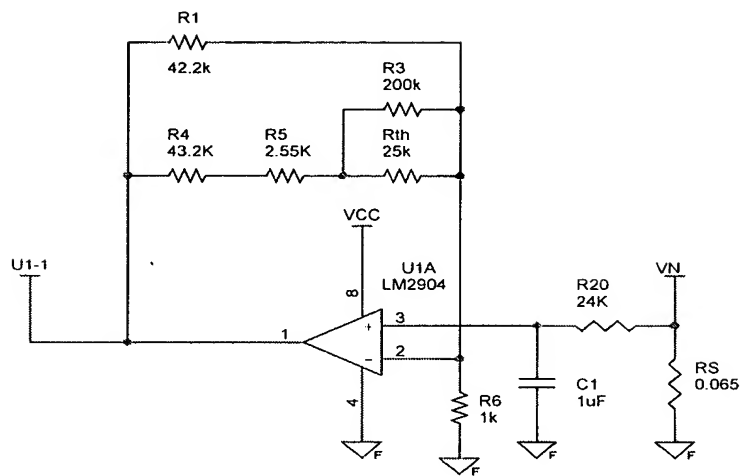 R1
42.2k
R3
200k
R4
43.2K
R5
2.55K
Rth
25k
VCC
U1-1
U1A
LM2904
VN
R20
24K
8
1
3
+
2
-
4
R6
1k
C1
1uF
RS
0.065
F
F
F
F